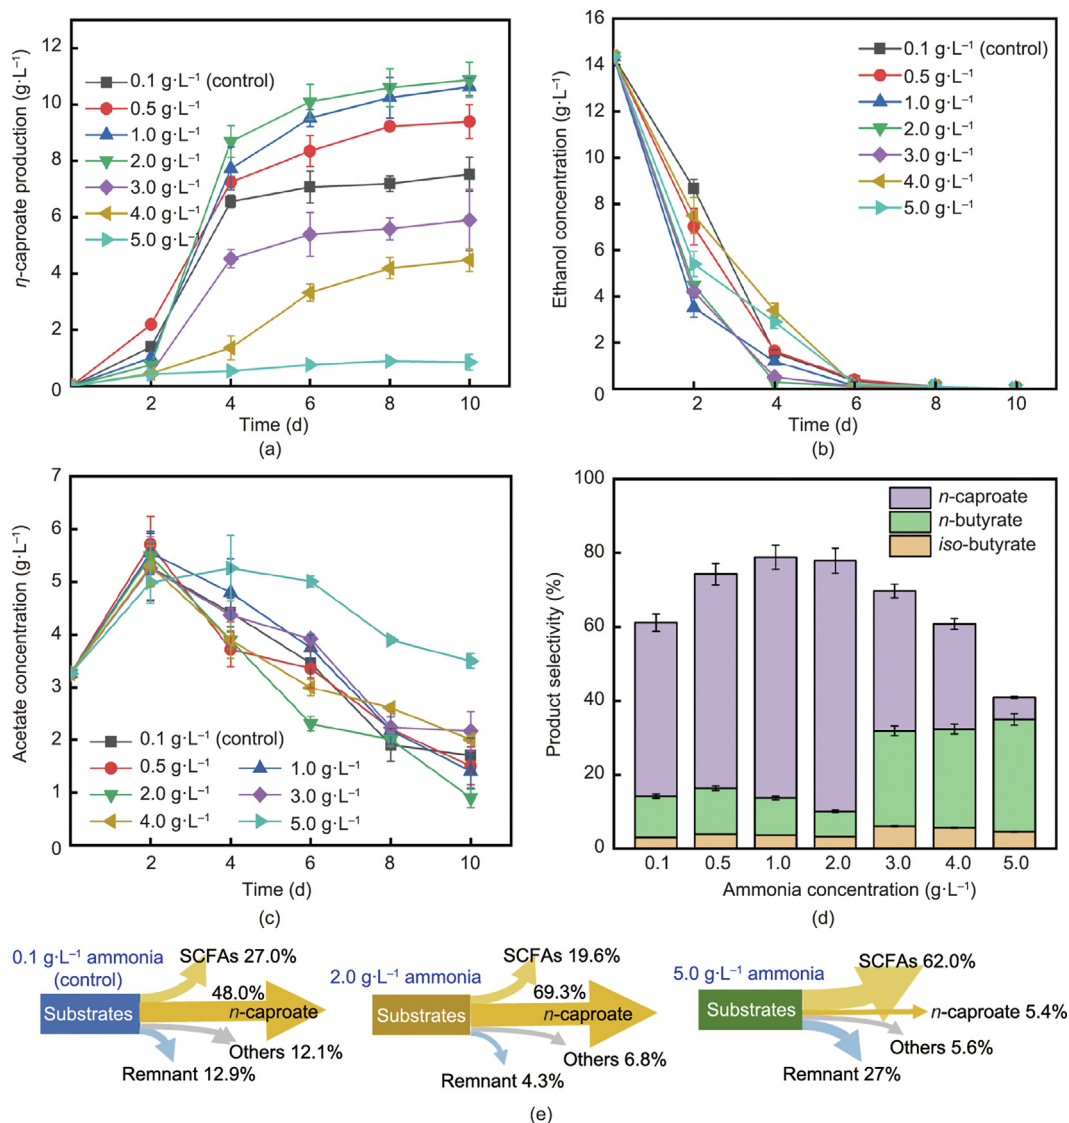 η-caproate production (g·L⁻¹)
12
10
8
6
4
2
0
0.1 g·L⁻¹ (control)
0.5 g·L⁻¹
1.0 g·L⁻¹
2.0 g·L⁻¹
3.0 g·L⁻¹
4.0 g·L⁻¹
5.0 g·L⁻¹
2 4 6 8 10
Time (d)
(a)
Ethanol concentration (g·L⁻¹)
16
14
12
10
8
6
4
2
0
0.1 g·L⁻¹ (control)
0.5 g·L⁻¹
1.0 g·L⁻¹
2.0 g·L⁻¹
3.0 g·L⁻¹
4.0 g·L⁻¹
5.0 g·L⁻¹
2 4 6 8 10
Time (d)
(b)
Acetate concentration (g·L⁻¹)
7
6
5
4
3
2
1
0
0.1 g·L⁻¹ (control)
0.5 g·L⁻¹ 1.0 g·L⁻¹
2.0 g·L⁻¹ 3.0 g·L⁻¹
4.0 g·L⁻¹ 5.0 g·L⁻¹
2 4 6 8 10
Time (d)
(c)
Product selectivity (%)
100
80
60
40
20
0
n-caproate
n-butyrate
iso-butyrate
0.1 0.5 1.0 2.0 3.0 4.0 5.0
Ammonia concentration (g·L⁻¹)
(d)
0.1 g·L⁻¹ ammonia
(control)
Substrates
SCFAs 27.0%
48.0%
n-caproate
Others 12.1%
Remnant 12.9%
2.0 g·L⁻¹ ammonia
Substrates
SCFAs 19.6%
69.3%
n-caproate
Others 6.8%
Remnant 4.3%
5.0 g·L⁻¹ ammonia
Substrates
SCFAs 62.0%
n-caproate 5.4%
Others 5.6%
Remnant 27%
(e)